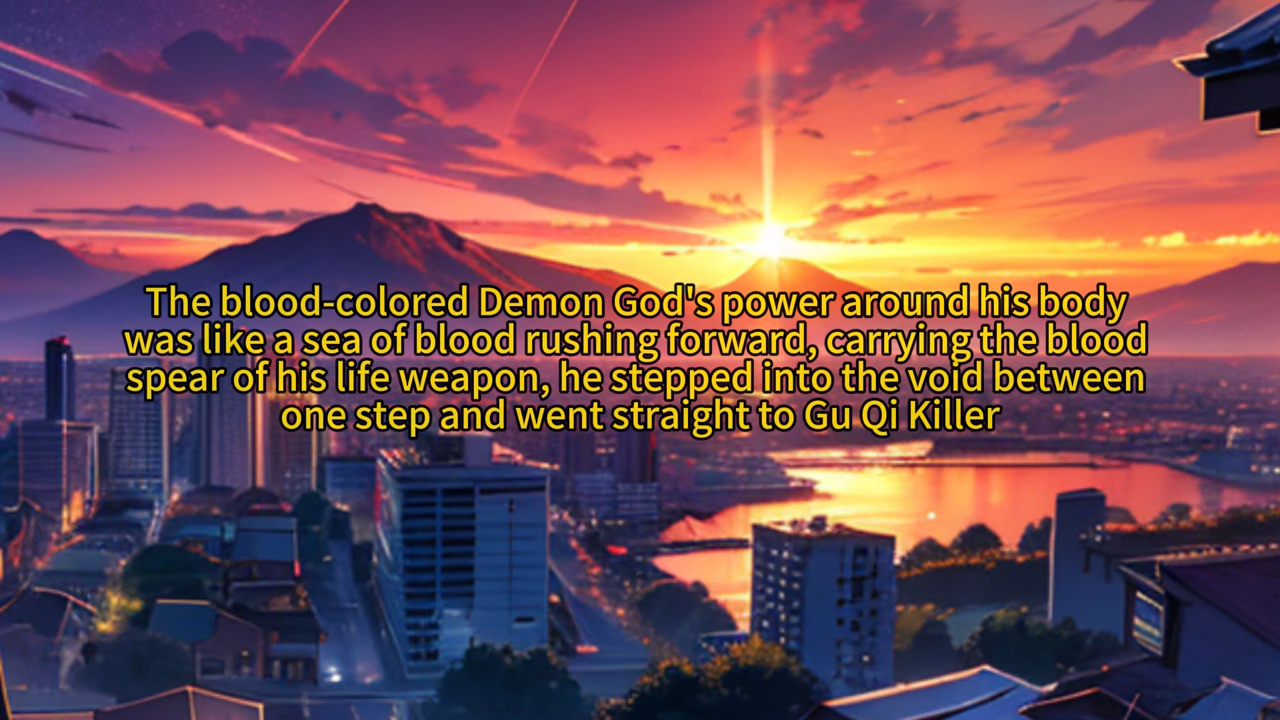 The blood-colored Demon God's power around his body
was like a sea of blood rushing forward, carrying the blood
spear of his life weapon, he stepped into the void between
one step and went straight to Gu Qi Killer